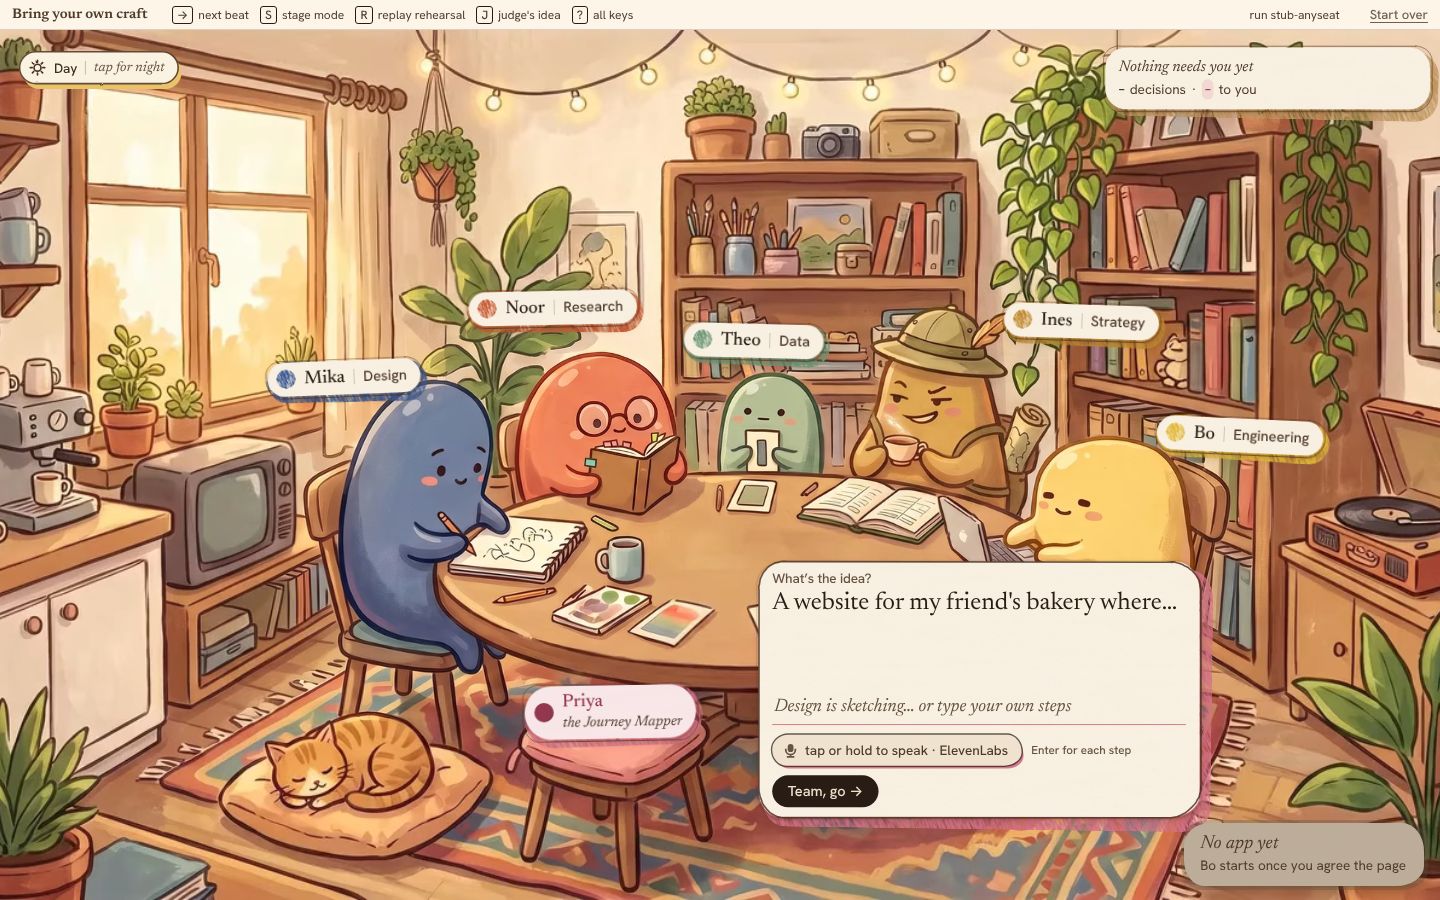 Bring your own craft
→ next beat S stage mode R replay rehearsal J judge's idea ? all keys
run stub-anyseat
Start over
Day | tap for night
Nothing needs you yet
– decisions · – to you
Noor | Research
Ines | Strategy
Theo | Data
Mika | Design
Bo | Engineering
What's the idea?
A website for my friend's bakery where...
Design is sketching... or type your own steps
tap or hold to speak · ElevenLabs
Enter for each step
Team, go →
Priya
the Journey Mapper
No app yet
Bo starts once you agree the page